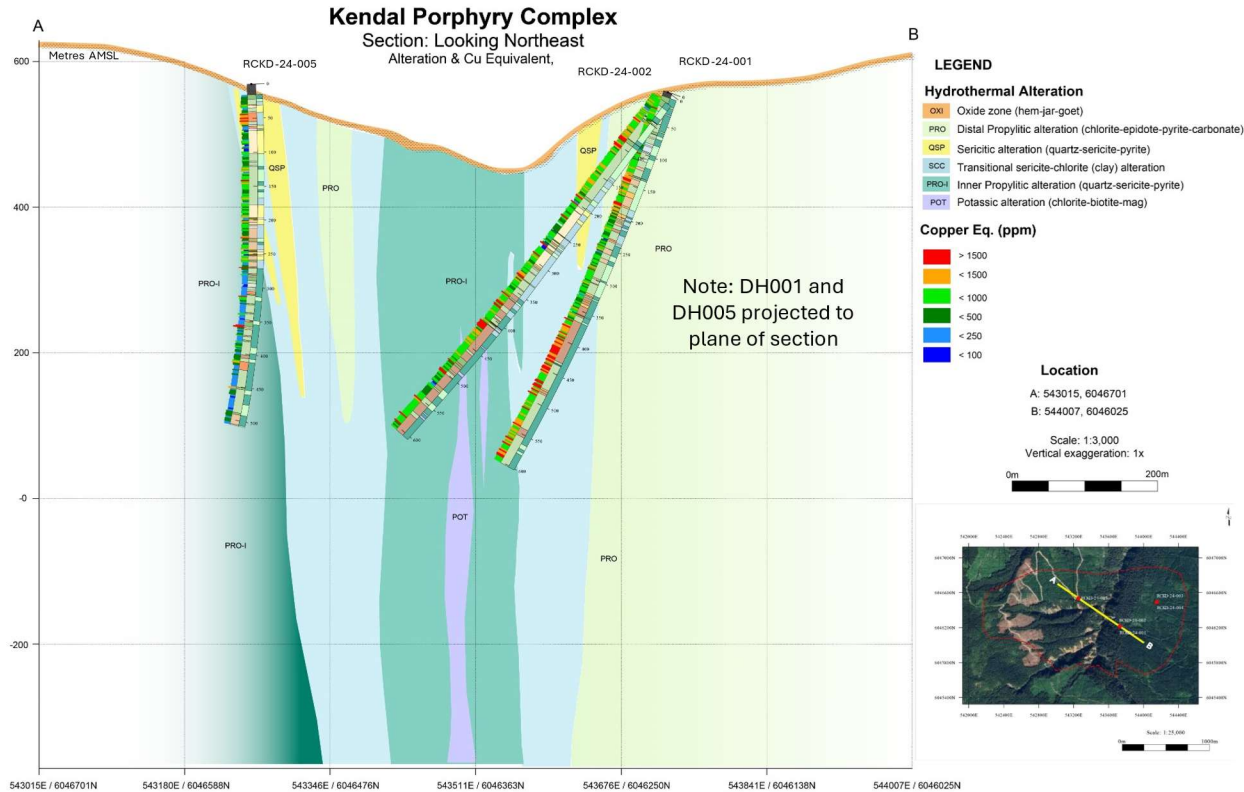 Kendal Porphyry Complex
Section: Looking Northeast
Alteration & Cu Equivalent,
A
B
Metres AMSL
RCKD-24-005
RCKD-24-002
RCKD-24-001
600
400
200
-0
-200
QSP
PRO
QSP
PRO
PRO-I
PRO-I
PRO-I
POT
PRO
Note: DH001 and
DH005 projected to
plane of section
543015E / 6046701N
543180E / 6046588N
543346E / 6046476N
543511E / 6046363N
543676E / 6046250N
543841E / 6046138N
544007E / 6046025N
LEGEND
Hydrothermal Alteration
OXI Oxide zone (hem-jar-goet)
PRO Distal Propylitic alteration (chlorite-epidote-pyrite-carbonate)
QSP Sericitic alteration (quartz-sericite-pyrite)
SCC Transitional sericite-chlorite (clay) alteration
PRO-I Inner Propylitic alteration (quartz-sericite-pyrite)
POT Potassic alteration (chlorite-biotite-mag)
Copper Eq. (ppm)
> 1500
< 1500
< 1000
< 500
< 250
< 100
Location
A: 543015, 6046701
B: 544007, 6046025
Scale: 1:3,000
Vertical exaggeration: 1x
0m 200m
A
B
Scale: 1:25,000
0m 1000m